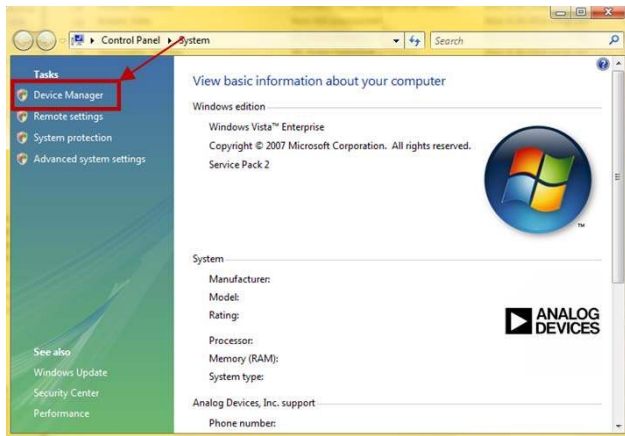 Control Panel
System
Search
Tasks
Device Manager
Remote settings
System protection
Advanced system settings
See also
Windows Update
Security Center
Performance
View basic information about your computer
Windows edition
Windows Vista™ Enterprise
Copyright © 2007 Microsoft Corporation. All rights reserved.
Service Pack 2
TM
System
Manufacturer:
Model:
Rating:
Processor:
Memory (RAM):
System type:
ANALOG
DEVICES
Analog Devices, Inc. support
Phone number: